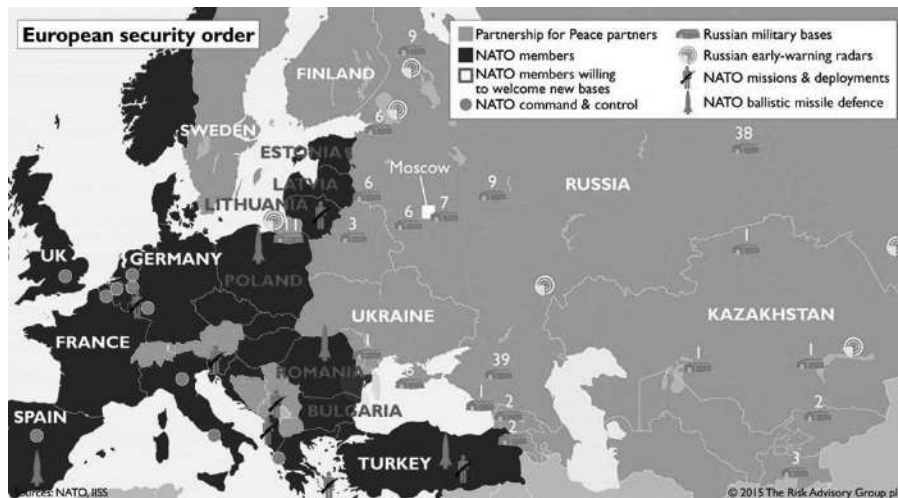 European security order
Partnership for Peace partners
NATO members
NATO members willing
to welcome new bases
NATO command & control
Russian military bases
Russian early-warning radars
NATO missions & deployments
NATO ballistic missile defence
9
FINLAND
6
SWEDEN
ESTONIA
38
LATVIA
Moscow
6
9
RUSSIA
LITHUANIA
7
11
3
6
UK
GERMANY
1
POLAND
UKRAINE
KAZAKHSTAN
FRANCE
1
39
1
1
ROMANIA
1
2
2
SPAIN
BULGARIA
2
TURKEY
3
Sources: NATO, IISS
© 2015 The Risk Advisory Group pl